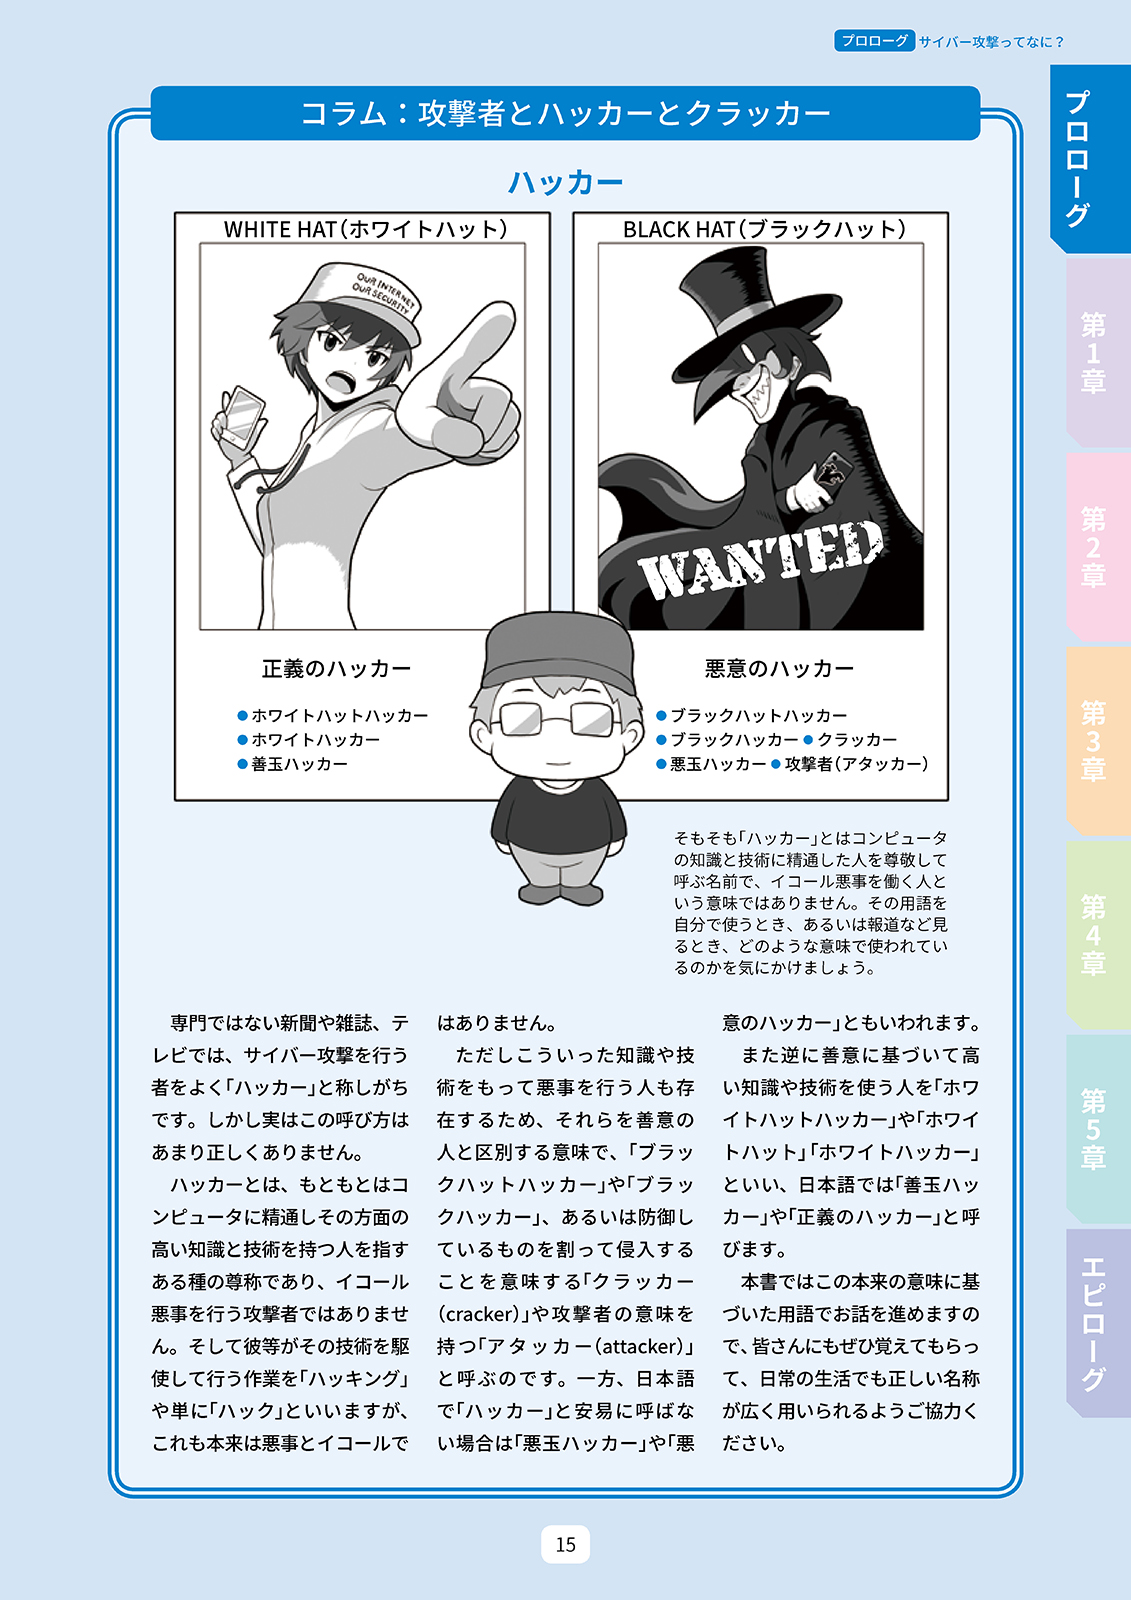 プロローグ サイバー攻撃ってなに？
コラム：攻撃者とハッカーとクラッカー
ハッカー
WHITE HAT（ホワイトハット）
OUR INTERNET
OUR SECURITY
正義のハッカー
●ホワイトハットハッカー
●ホワイトハッカー
●善玉ハッカー
BLACK HAT（ブラックハット）
WANTED
悪意のハッカー
●ブラックハットハッカー
●ブラックハッカー ●クラッカー
●悪玉ハッカー ●攻撃者（アタッカー）
そもそも「ハッカー」とはコンピュータ
の知識と技術に精通した人を尊敬して
呼ぶ名前で、イコール悪事を働く人と
いう意味ではありません。その用語を
自分で使うとき、あるいは報道など見
るとき、どのような意味で使われてい
るのかを気にかけましょう。
専門ではない新聞や雑誌、テ
レビでは、サイバー攻撃を行う
者をよく「ハッカー」と称しがち
です。しかし実はこの呼び方は
あまり正しくありません。
ハッカーとは、もともとはコ
ンピュータに精通しその方面の
高い知識と技術を持つ人を指す
ある種の尊称であり、イコール
悪事を行う攻撃者ではありませ
ん。そして彼等がその技術を駆
使して行う作業を「ハッキング」
や単に「ハック」といいますが、
これも本来は悪事とイコールで
はありません。
ただしこういった知識や技
術をもって悪事を行う人も存
在するため、それらを善意の
人と区別する意味で、「ブラッ
クハットハッカー」や「ブラッ
クハッカー」、あるいは防御し
ているものを割って侵入する
ことを意味する「クラッカー
（cracker）」や攻撃者の意味を
持つ「アタッカー（attacker）」
と呼ぶのです。一方、日本語
で「ハッカー」と安易に呼ばな
い場合は「悪玉ハッカー」や「悪
意のハッカー」ともいわれます。
また逆に善意に基づいて高
い知識や技術を使う人を「ホワ
イトハットハッカー」や「ホワイ
トハット」「ホワイトハッカー」
といい、日本語では「善玉ハッ
カー」や「正義のハッカー」と呼
びます。
本書ではこの本来の意味に基
づいた用語でお話を進めますの
で、皆さんにもぜひ覚えてもらっ
て、日常の生活でも正しい名称
が広く用いられるようご協力く
ださい。
プロローグ
第1章
第2章
第3章
第4章
第5章
エピローグ
15